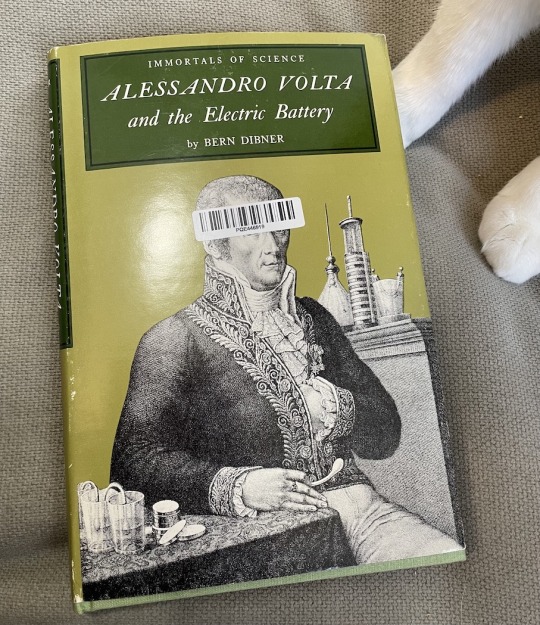 IMMORTALS OF SCIENCE
ALESSANDRO VOLTA
and the Electric Battery
by BERN DIBNER
ALESSANDRO VOLTA